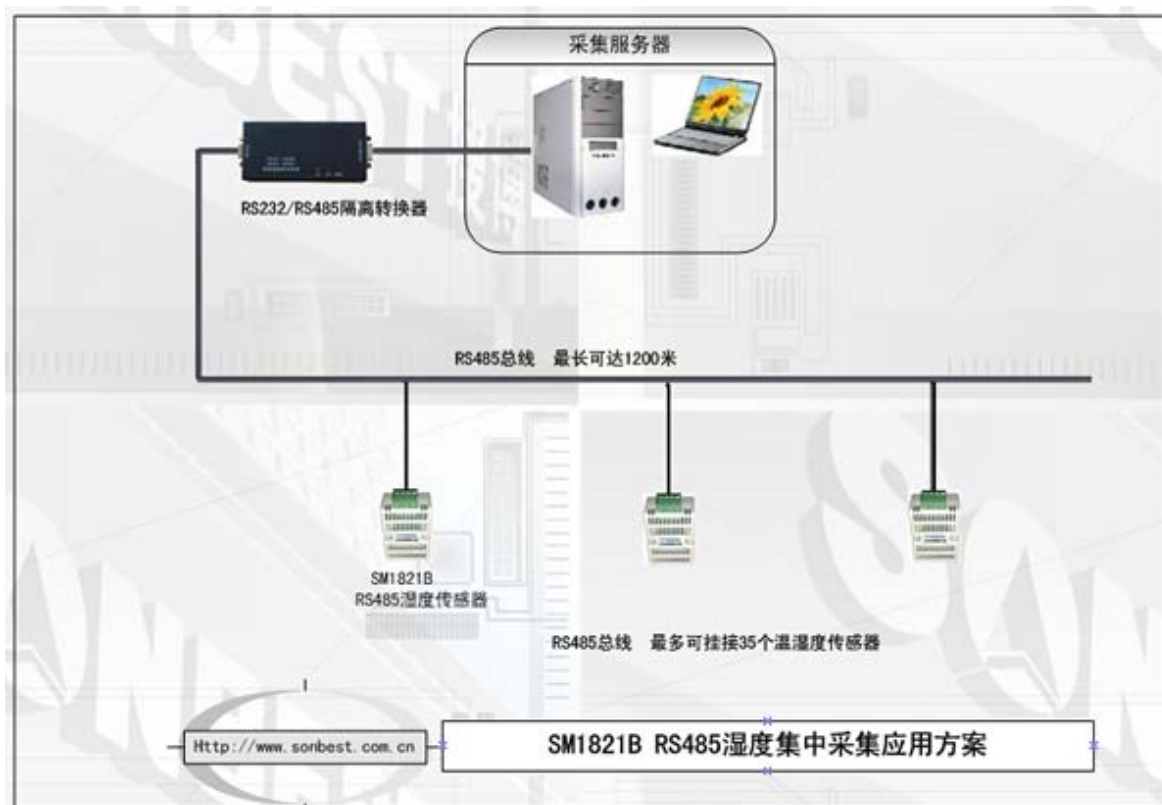 采集服务器
RS232/RS485隔离转换器
RS485总线 最长可达1200米
SM1821B
RS485湿度传感器
RS485总线 最多可挂接35个温湿度传感器
Http://www.sonbest.com.cn
SM1821B RS485湿度集中采集应用方案